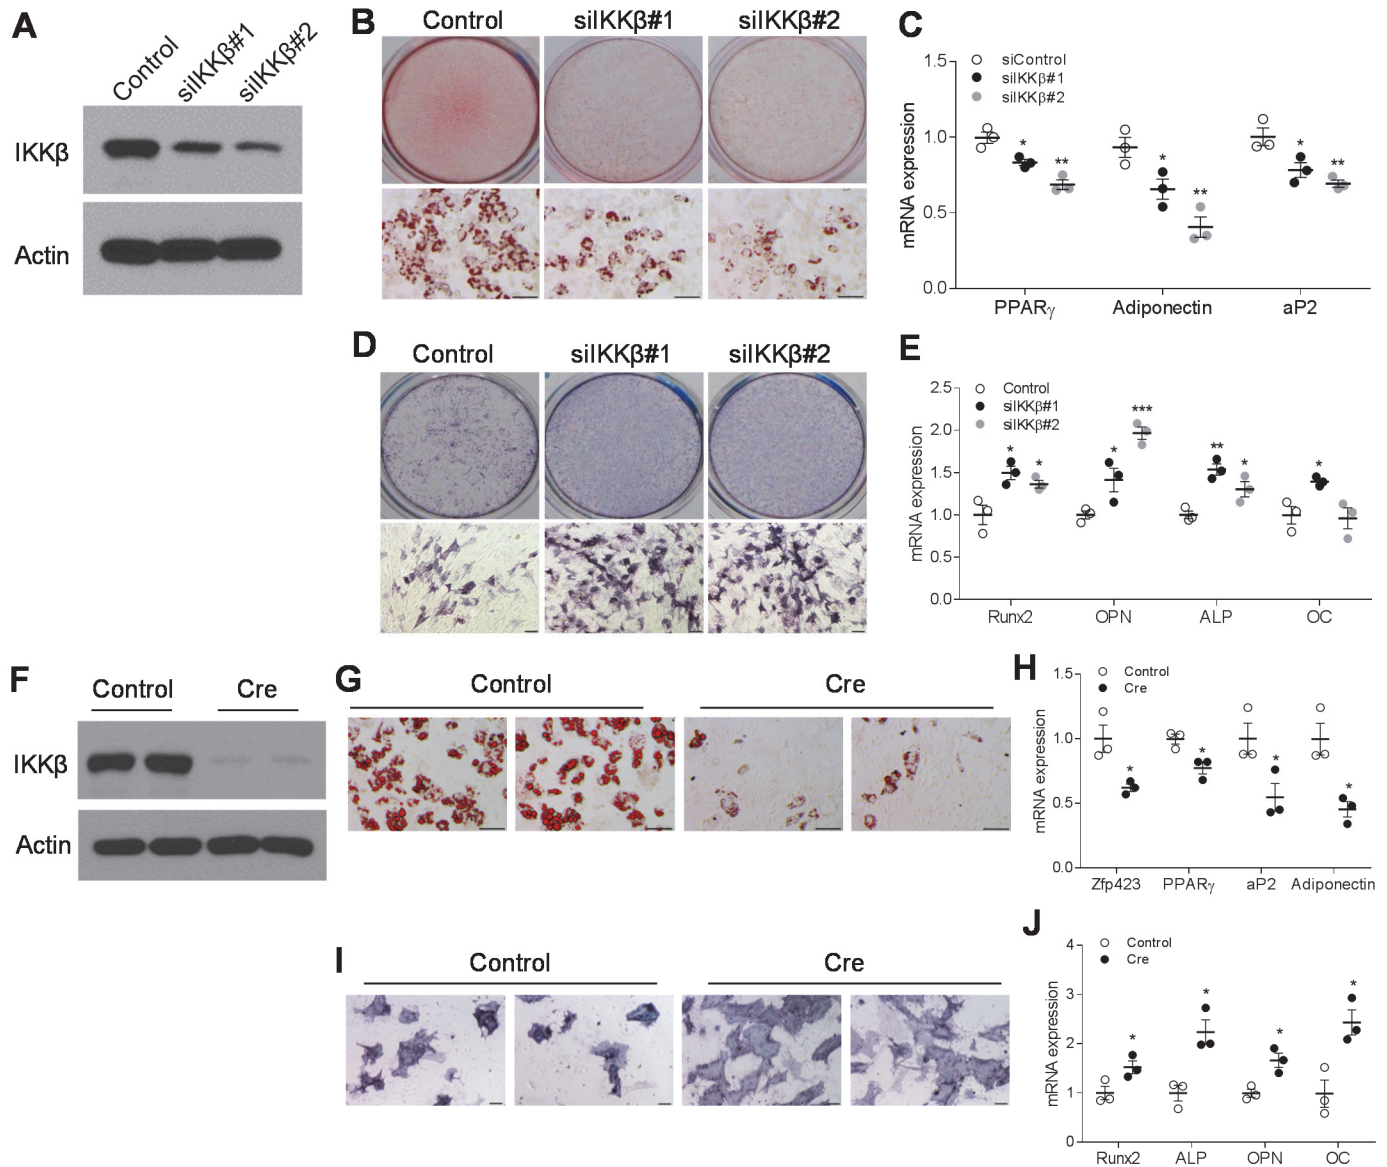 A
Control
siIKKβ#1
siIKKβ#2
IKKβ
Actin
B
Control
siIKKβ#1
siIKKβ#2
C
siControl
siIKKβ#1
siIKKβ#2
mRNA expression
1.5
1.0
0.5
0.0
* ** * ** * **
PPARγ Adiponectin aP2
D
Control
siIKKβ#1
siIKKβ#2
E
Control
siIKKβ#1
siIKKβ#2
mRNA expression
2.5
2.0
1.5
1.0
0.5
0.0
* * * *** ** * *
Runx2 OPN ALP OC
F
Control Cre
IKKβ
Actin
G
Control Cre
H
Control
Cre
mRNA expression
1.5
1.0
0.5
0.0
* * * *
Zfp423 PPARγ aP2 Adiponectin
I
Control Cre
J
Control
Cre
mRNA expression
4
3
2
1
0
* * * *
Runx2 ALP OPN OC